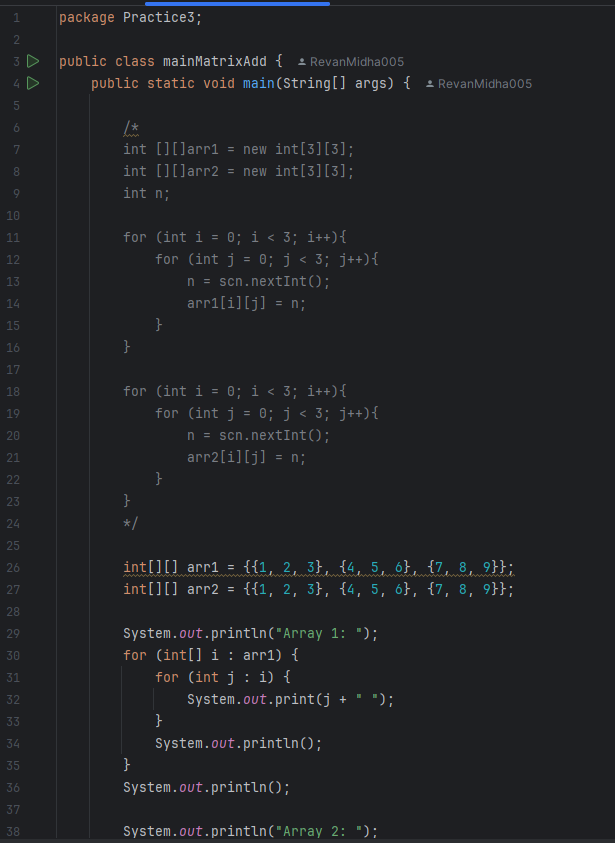 1 package Practice3;
2
3 public class mainMatrixAdd { RevanMidha005
4 public static void main(String[] args) { RevanMidha005
5
6 /*
7 int [][]arr1 = new int[3][3];
8 int [][]arr2 = new int[3][3];
9 int n;
10
11 for (int i = 0; i < 3; i++){
12 for (int j = 0; j < 3; j++){
13 n = scn.nextInt();
14 arr1[i][j] = n;
15 }
16 }
17
18 for (int i = 0; i < 3; i++){
19 for (int j = 0; j < 3; j++){
20 n = scn.nextInt();
21 arr2[i][j] = n;
22 }
23 }
24 */
25
26 int[][] arr1 = {{1, 2, 3}, {4, 5, 6}, {7, 8, 9}};
27 int[][] arr2 = {{1, 2, 3}, {4, 5, 6}, {7, 8, 9}};
28
29 System.out.println("Array 1: ");
30 for (int[] i : arr1) {
31 for (int j : i) {
32 System.out.print(j + " ");
33 }
34 System.out.println();
35 }
36 System.out.println();
37
38 System.out.println("Array 2: ");